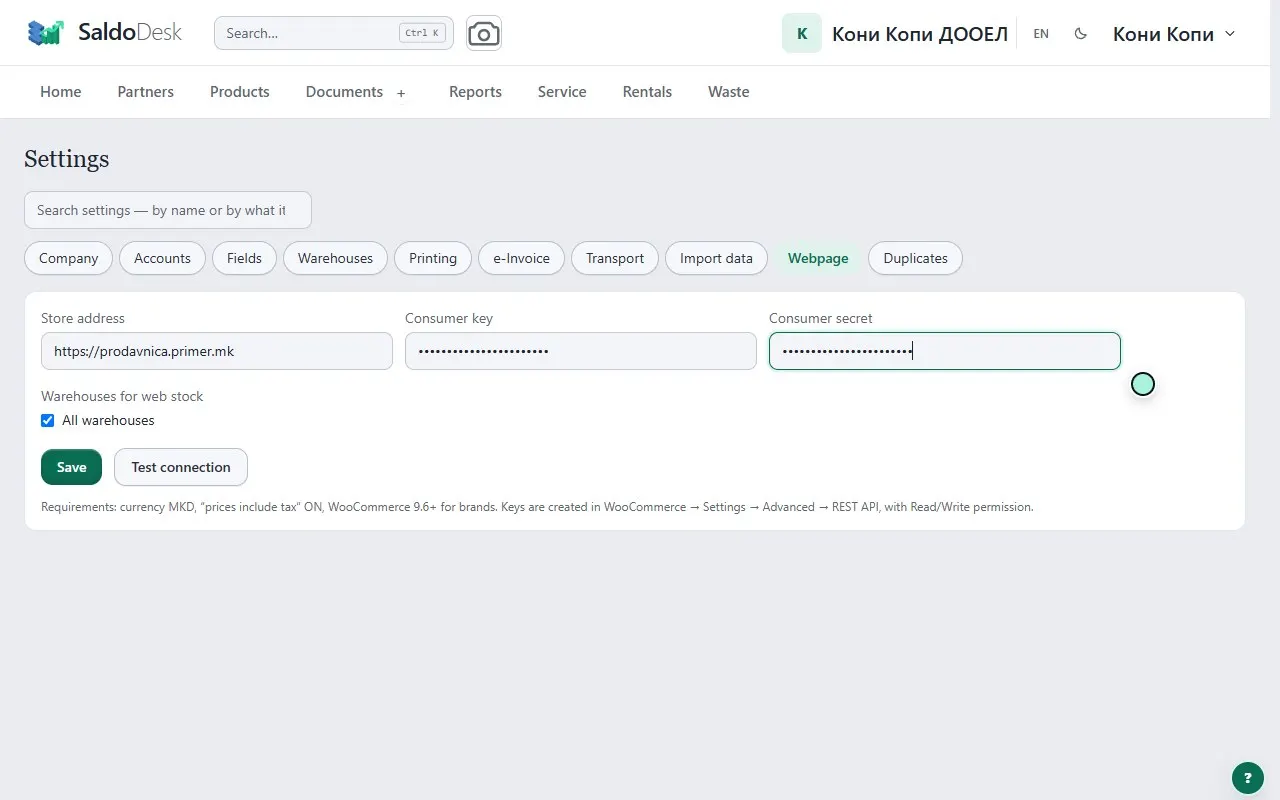 SaldoDesk
Search...
Ctrl K
K
Кони Копи ДООЕЛ
EN
Кони Копи
Home
Partners
Products
Documents +
Reports
Service
Rentals
Waste
Settings
Search settings — by name or by what it
Company
Accounts
Fields
Warehouses
Printing
e-Invoice
Transport
Import data
Webpage
Duplicates
Store address
Consumer key
Consumer secret
https://prodavnica.primer.mk
•••••••••••••••••••••••
•••••••••••••••••••••••
Warehouses for web stock
All warehouses
Save
Test connection
Requirements: currency MKD, “prices include tax” ON, WooCommerce 9.6+ for brands. Keys are created in WooCommerce → Settings → Advanced → REST API, with Read/Write permission.
?